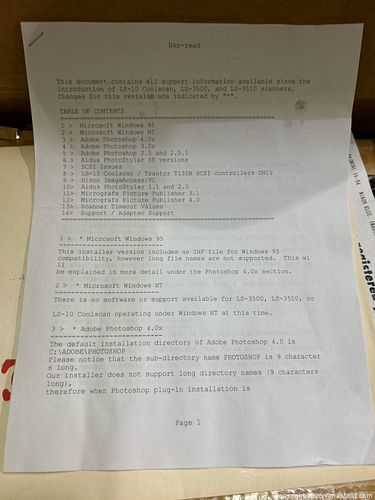 Nkn-read
This document contains all support information available since the
introduction of LS-10 Coolscan, LS-3500, and LS-3510 scanners.
Changes for this revision are indicated by "*".
TABLE OF CONTENTS
1 > Microsoft Windows 95
2 > Microsoft Windows NT
3 > Adobe Photoshop 4.0x
4 > Adobe Photoshop 3.0x
5 > Adobe Photoshop 2.5 and 2.5.1
6 > Aldus PhotoStyler SE versions
7 > SCSI Issues
8 > LS-10 Coolscan / Trantor T130B SCSI controllers ONLY
9 > Nikon ImageAccess/PC
10> Aldus PhotoStyler 1.1 and 2.0
11> Micrografx Picture Publisher 3.1
12> Micrografx Picture Publisher 4.0
13> Scanner Timeout Values
14> Support / Adaptec Support
1 > * Microsoft Windows 95
This installer version includes an INF file for Windows 95
compatibility, however long file names are not supported. This wi
ll
be explained in more detail under the Photoshop 4.0x section.
2 > * Microsoft Windows NT
There is no software or support available for LS-3500, LS-3510, or
LS-10 Coolscan operating under Windows NT at this time.
3 > * Adobe Photoshop 4.0x
The default installation directory of Adobe Photoshop 4.0 is
C:\ADOBE\PHOTOSHOP
Please notice that the sub-directory name PHOTOSHOP is 9 character
s long.
Our installer does not support long directory names (9 characters
long),
therefore when Photoshop plug-in installation is
Page 1